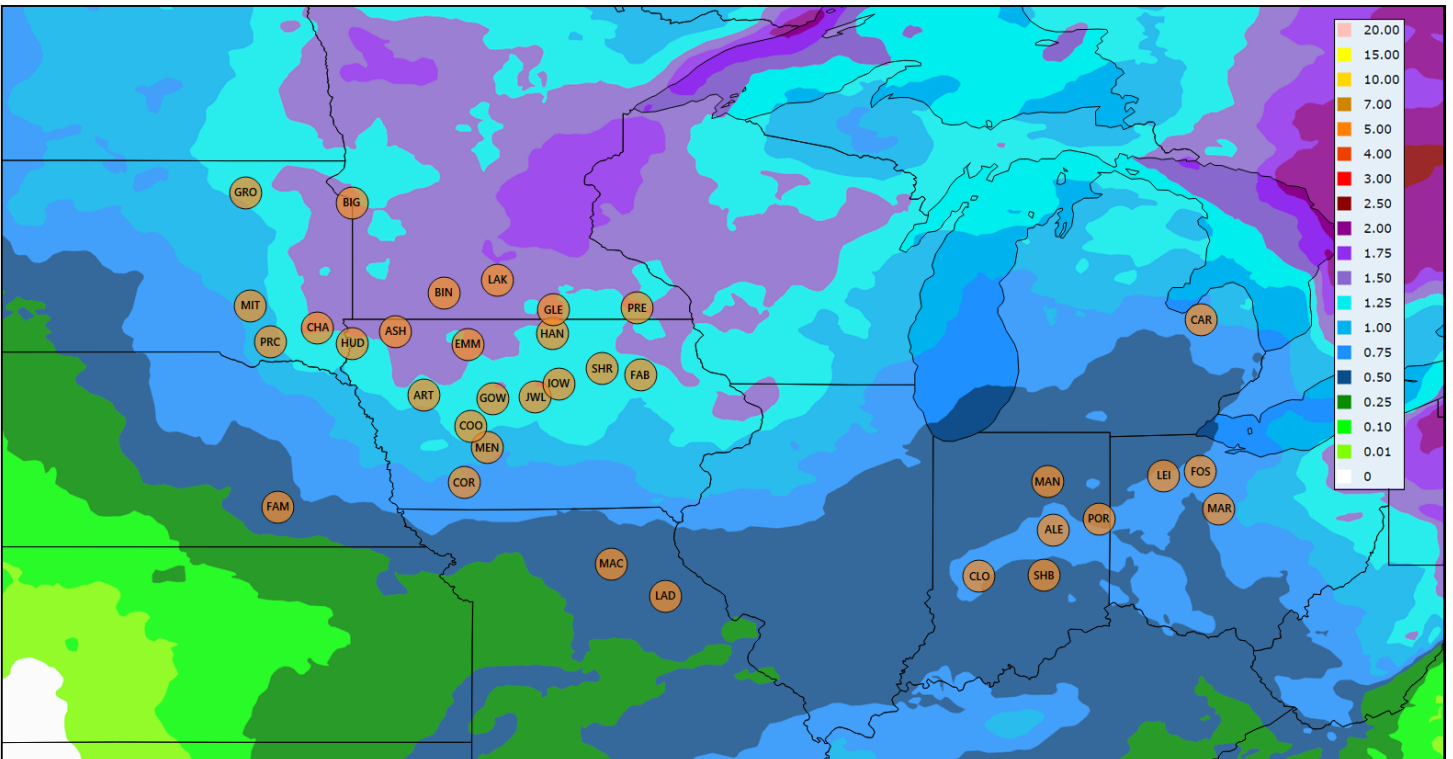 20.00
15.00
10.00
7.00
5.00
4.00
3.00
2.50
2.00
1.75
1.50
1.25
1.00
0.75
0.50
0.25
0.10
0.01
0
GRO
BIG
LAK
BIN
MIT
GLE
PRE
CAR
CHA
ASH
HAN
PRC
HUD
EMM
SHR
FAB
IOW
ART
GOW
JWL
COO
MEN
COR
FAM
MAN
LEI
FOS
MAR
POR
ALE
MAC
CLO
SHB
LAD